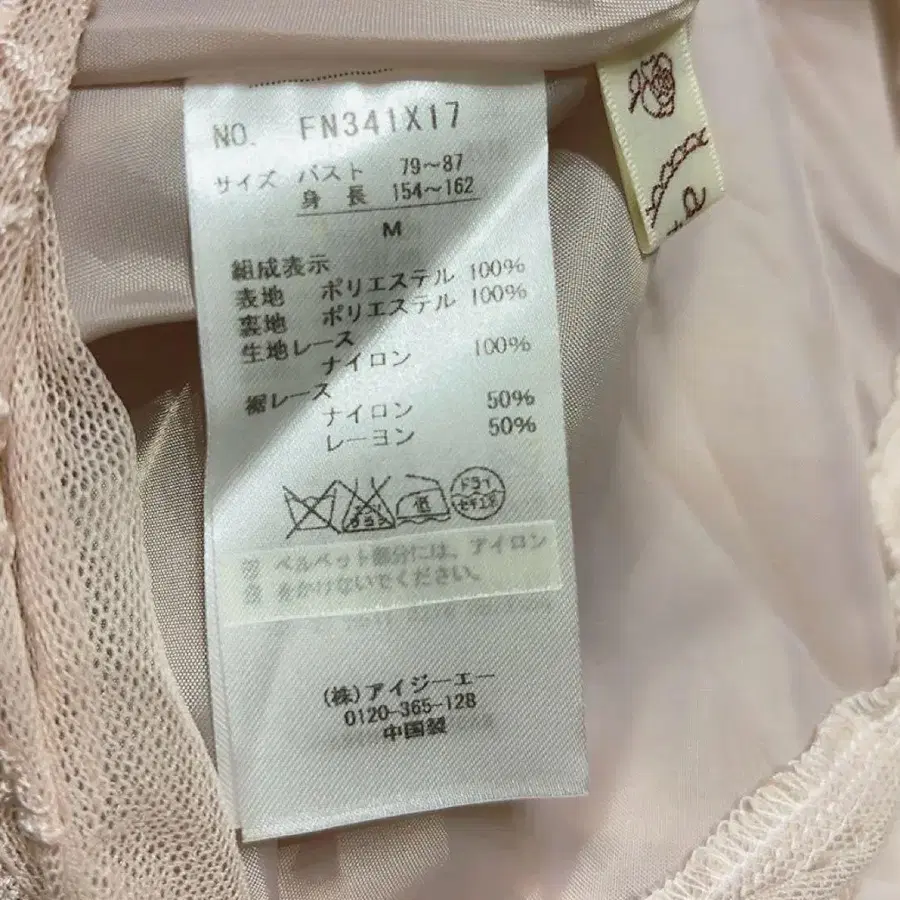 NO. FN341X17
サイズ バスト 79～87
身長 154～162
M
組成表示
表地 ポリエステル 100%
裏地 ポリエステル 100%
生地レース
ナイロン 100%
裾レース
ナイロン 50%
レーヨン 50%
低 ドライ
セキユ系
ベルベット部分には、アイロン
をかけないでください。
(株)アイジーエー
0120-365-128
中国製